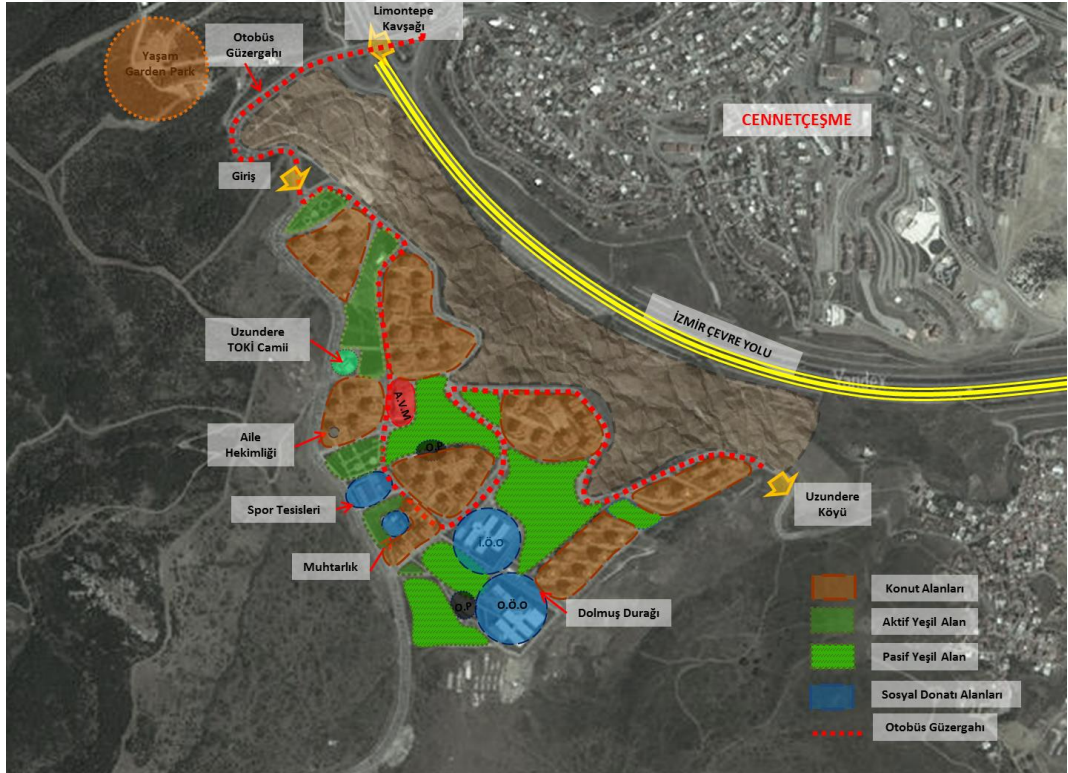 Limontepe
Kavşağı
Otobüs
Güzergahı
Yaşam
Garden Park
CENNETÇEŞME
Giriş
İZMİR ÇEVRE YOLU
Uzundere
TOKİ Camii
Yandex
A.V.M
Aile
Hekimliği
O.P
Spor Tesisleri
Uzundere
Köyü
İ.Ö.O
Muhtarlık
O.P
O.Ö.O
Dolmuş Durağı
Konut Alanları
Aktif Yeşil Alan
Pasif Yeşil Alan
Sosyal Donatı Alanları
Otobüs Güzergahı